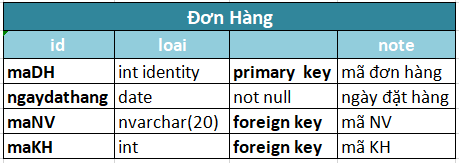 Đơn Hàng
id loai note
maDH int identity primary key mã đơn hàng
ngaydathang date not null ngày đặt hàng
maNV nvarchar(20) foreign key mã NV
maKH int foreign key mã KH